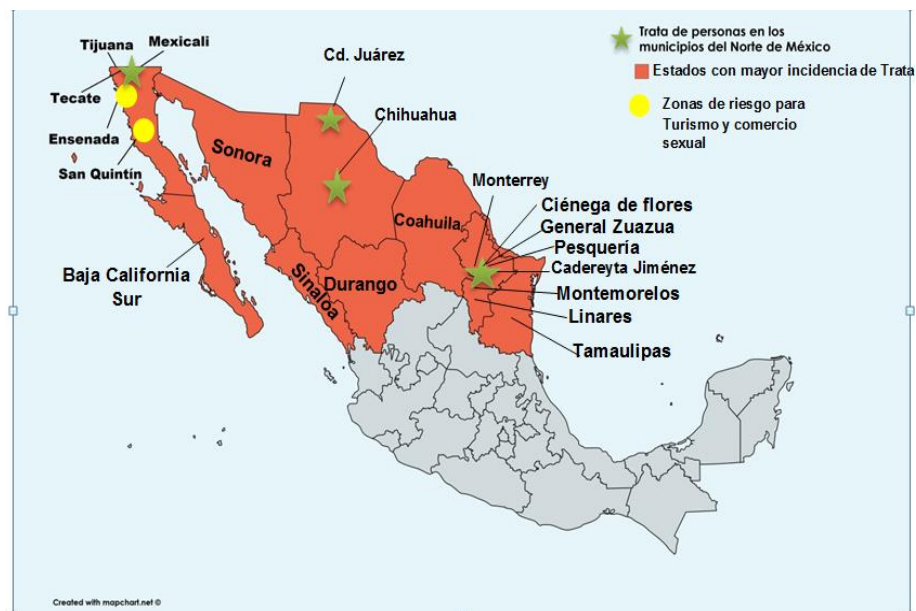 Tijuana
Mexicali
Tecate
Ensenada
San Quintín
Cd. Juárez
Chihuahua
Trata de personas en los
municipios del Norte de México
Estados con mayor incidencia de Trata
Zonas de riesgo para
Turismo y comercio
sexual
Sonora
Coahuila
Monterrey
Ciénega de flores
General Zuazua
Pesquería
Cadereyta Jiménez
Montemorelos
Linares
Tamaulipas
Baja California
Sur
Sinaloa
Durango
Created with mapchart.net ©